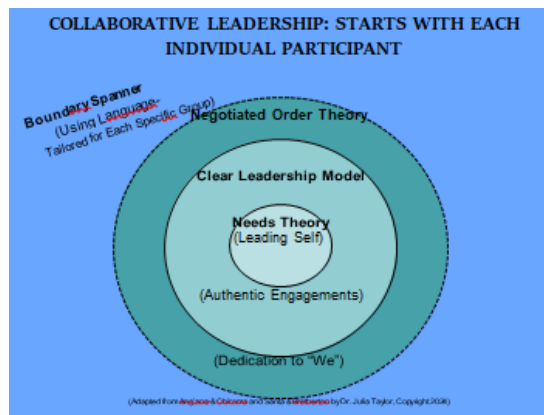 COLLABORATIVE LEADERSHIP: STARTS WITH EACH
INDIVIDUAL PARTICIPANT
Boundary Spanner
(Using Language-
Tailored for Each Specific Group)
Negotiated Order Theory
Clear Leadership Model
Needs Theory
(Leading Self)
(Authentic Engagements)
(Dedication to "We")
(Adapted from and by Dr. Julia Taylor, Copyright